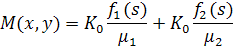 M(x, y) = K₀ f₁(s)/μ₁ + K₀ f₂(s)/μ₂